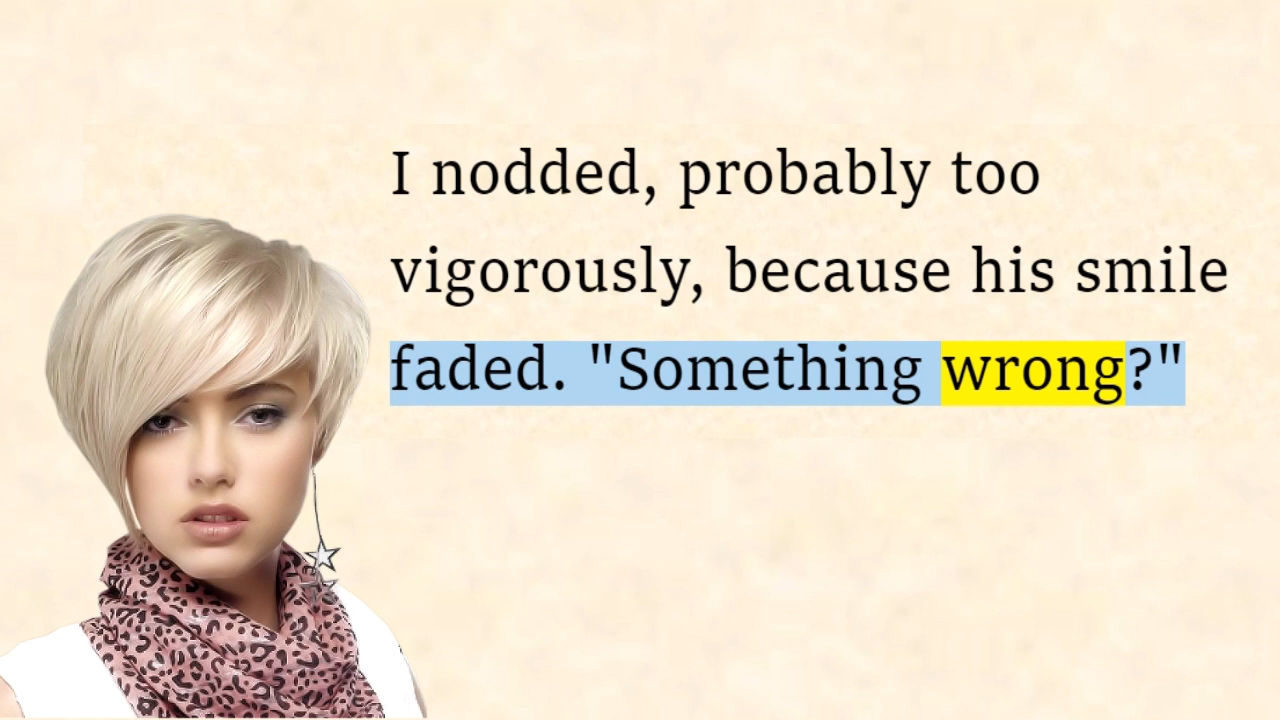 I nodded, probably too
vigorously, because his smile
faded. "Something wrong?"